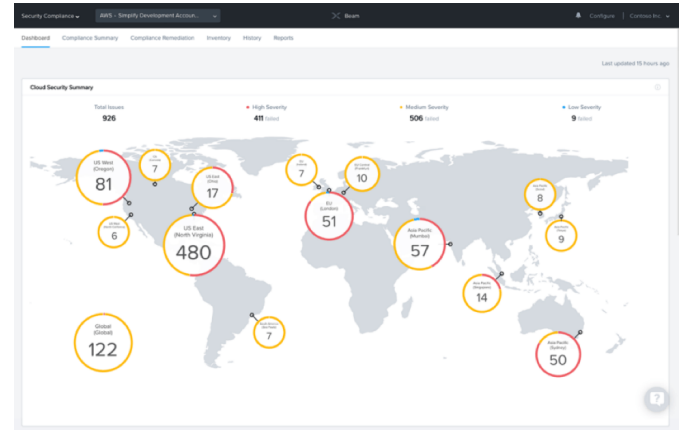 Security Compliance
AWS - Simplify Development Accoun...
Beam
Configure
Contoso Inc
Dashboard
Compliance Summary
Compliance Remediation
Inventory
History
Reports
Last updated 15 hours ago
Cloud Security Summary
Total Issues
926
High Severity
411 failed
Medium Severity
506 failed
Low Severity
9 failed
US West
(Oregon)
81
7
US East
(Ohio)
17
6
US East
(North Virginia)
480
7
EU Central
(Frankfurt)
10
EU
(London)
51
Asia Pacific
(Mumbai)
57
8
9
Asia Pacific
(Singapore)
14
Global
(Global)
122
7
Asia Pacific
(Sydney)
50
?